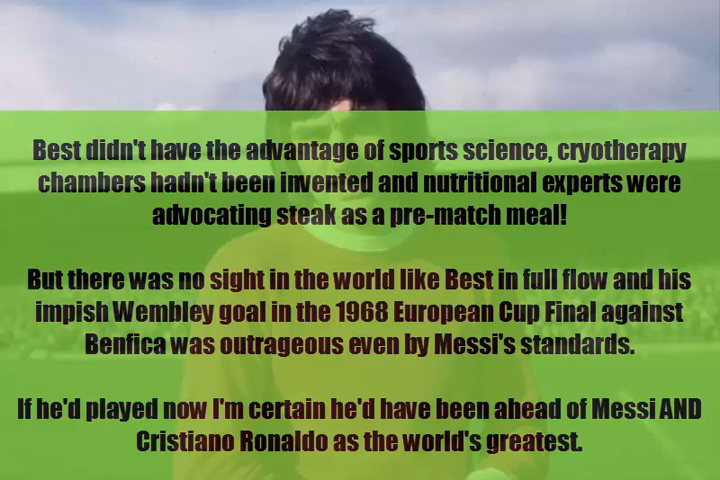 Best didn't have the advantage of sports science, cryotherapy
chambers hadn't been invented and nutritional experts were
advocating steak as a pre-match meal!
But there was no sight in the world like Best in full flow and his
impish Wembley goal in the 1968 European Cup Final against
Benfica was outrageous even by Messi's standards.
If he'd played now I'm certain he'd have been ahead of Messi AND
Cristiano Ronaldo as the world's greatest.